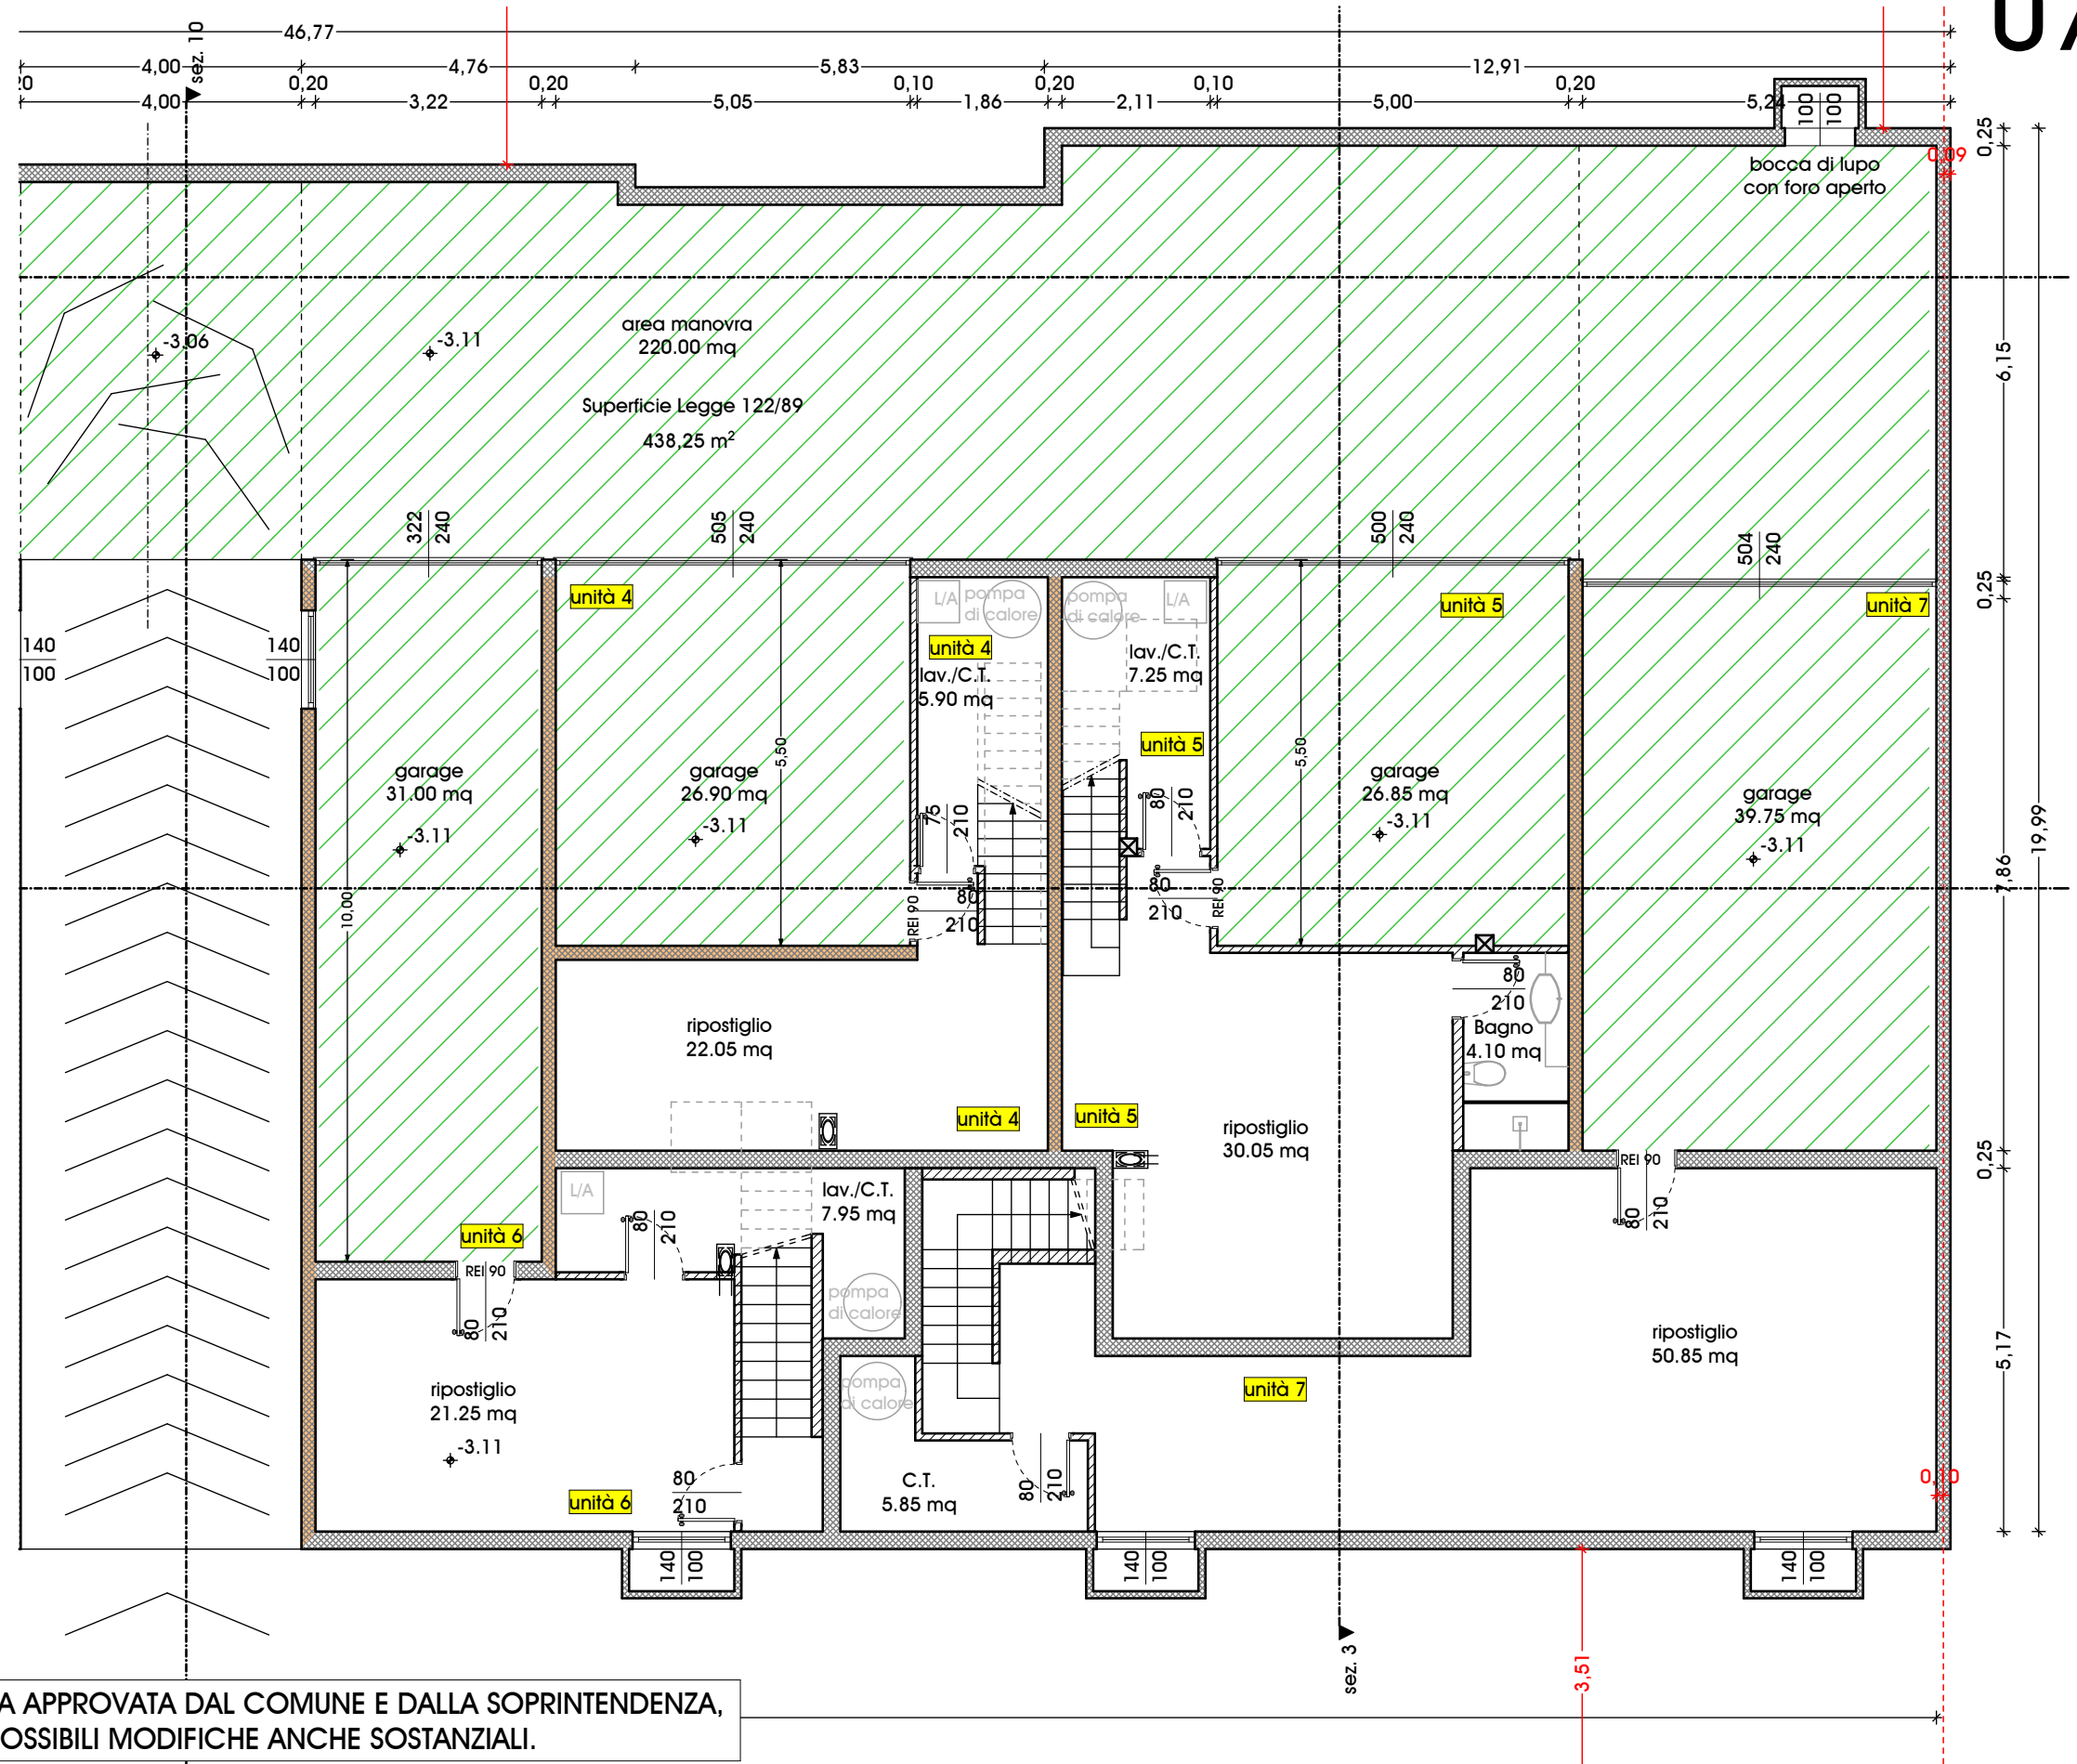 46,77
sez. 10
4,00
4,76
5,83
12,91
0,20
0,20
0,10
0,20
0,10
0,20
4,00
3,22
5,05
1,86
2,11
5,00
5,24
100
100
0,25
0,09
bocca di lupo
con foro aperto
-3.06
-3.11
area manovra
220.00 mq
Superficie Legge 122/89
438,25 m²
6,15
322
240
505
240
500
240
504
240
0,25
unità 4
L/A
pompa
di calore
pompa
di calore
L/A
unità 5
unità 7
140
100
140
100
unità 4
lav./C.T.
5.90 mq
lav./C.T.
7.25 mq
unità 5
5,50
5,50
garage
31.00 mq
-3.11
garage
26.90 mq
-3.11
75
210
80
210
garage
26.85 mq
-3.11
garage
39.75 mq
-3.11
19,99
7,86
10,00
REI 90
80
210
80
210
REI 90
80
210
Bagno
4.10 mq
ripostiglio
22.05 mq
unità 4
unità 5
ripostiglio
30.05 mq
0,25
REI 90
80
210
L/A
lav./C.T.
7.95 mq
80
210
unità 6
REI 90
80
210
pompa
di calore
ripostiglio
21.25 mq
-3.11
pompa
di calore
unità 7
ripostiglio
50.85 mq
5,17
unità 6
80
210
C.T.
5.85 mq
80
210
0,10
140
100
140
100
140
100
sez. 3
3,51
A APPROVATA DAL COMUNE E DALLA SOPRINTENDENZA,
OSSIBILI MODIFICHE ANCHE SOSTANZIALI.